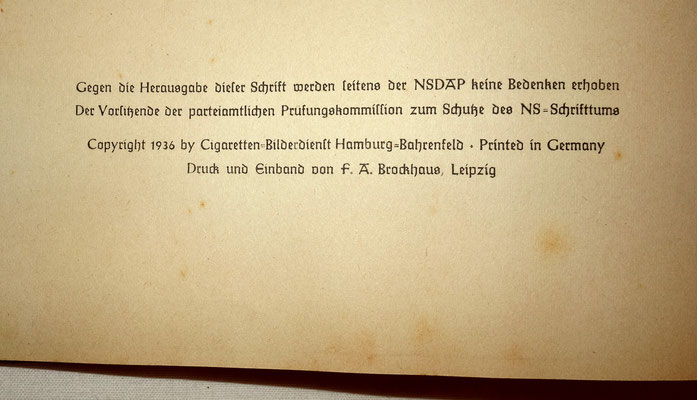 Gegen die Herausgabe dieſer Schrift werden ſeitens der NSDAP keine Bedenken erhoben
Der Vorſitzende der parteiamtlichen Prüfungskommiſſion zum Schutze des NS=Schrifttums
Copyright 1936 by Cigaretten=Bilderdienſt Hamburg=Bahrenfeld · Printed in Germany
Druck und Einband von F. A. Brockhaus, Leipzig